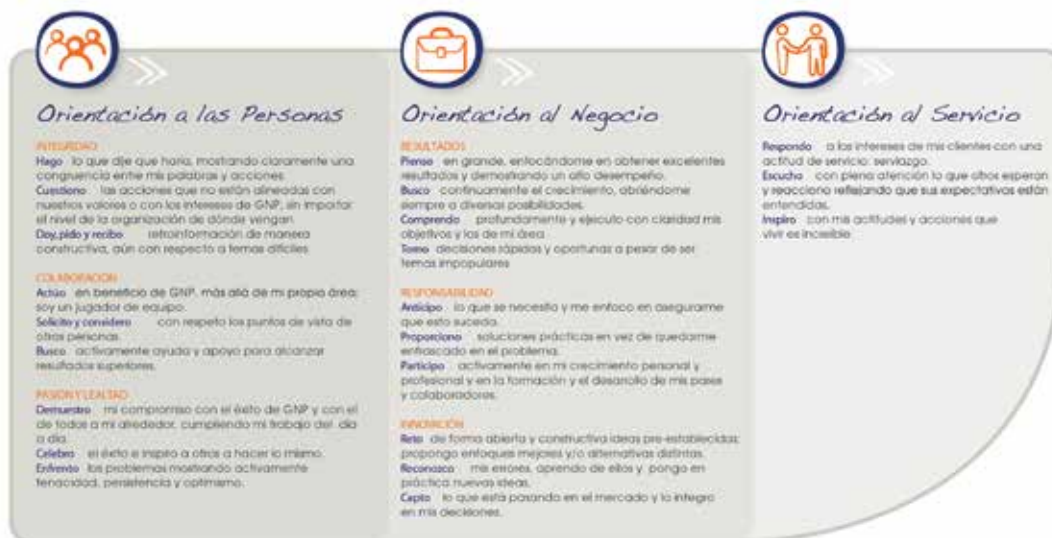 Orientación a las Personas
INTEGRIDAD
Hago lo que dije que haría, mostrando claramente una
congruencia entre mis palabras y acciones.
Cuestiono las acciones que no están alineadas con
nuestros valores o con los intereses de GNP, sin importar
el nivel de la organización de dónde vengan.
Doy, pido y recibo retroinformación de manera
constructiva, aún con respecto a temas difíciles.
COLABORACIÓN
Actúo en beneficio de GNP, más allá de mi propia área;
soy un jugador de equipo.
Solicito y considero con respeto los puntos de vista de
otras personas.
Busco activamente ayuda y apoyo para alcanzar
resultados superiores.
PASIÓN Y LEALTAD
Demuestro mi compromiso con el éxito de GNP y con el
de todos a mi alrededor, cumpliendo mi trabajo del día
a día.
Celebro el éxito e inspiro a otros a hacer lo mismo.
Enfrento los problemas mostrando activamente
tenacidad, persistencia y optimismo.
Orientación al Negocio
RESULTADOS
Pienso en grande, enfocándome en obtener excelentes
resultados y demostrando un alto desempeño.
Busco continuamente el crecimiento, abriéndome
siempre a diversas posibilidades.
Comprendo profundamente y ejecuto con claridad mis
objetivos y los de mi área.
Tomo decisiones rápidas y oportunas a pesar de ser
temas impopulares
RESPONSABILIDAD
Anticipo lo que se necesita y me enfoco en asegurarme
que esto suceda.
Proporciono soluciones prácticas en vez de quedarme
enfrascado en el problema.
Participo activamente en mi crecimiento personal y
profesional y en la formación y el desarrollo de mis pares
y colaboradores.
INNOVACIÓN
Reto de forma abierta y constructiva ideas pre-establecidas;
propongo enfoques mejores y/o alternativas distintas.
Reconozco mis errores, aprendo de ellos y pongo en
práctica nuevas ideas.
Capto lo que está pasando en el mercado y lo integro
en mis decisiones.
Orientación al Servicio
Respondo a los intereses de mis clientes con una
actitud de servicio: serviazgo.
Escucho con plena atención lo que otros esperan
y reacciono reflejando que sus expectativas están
entendidas.
Inspiro con mis actitudes y acciones que
vivir es increíble